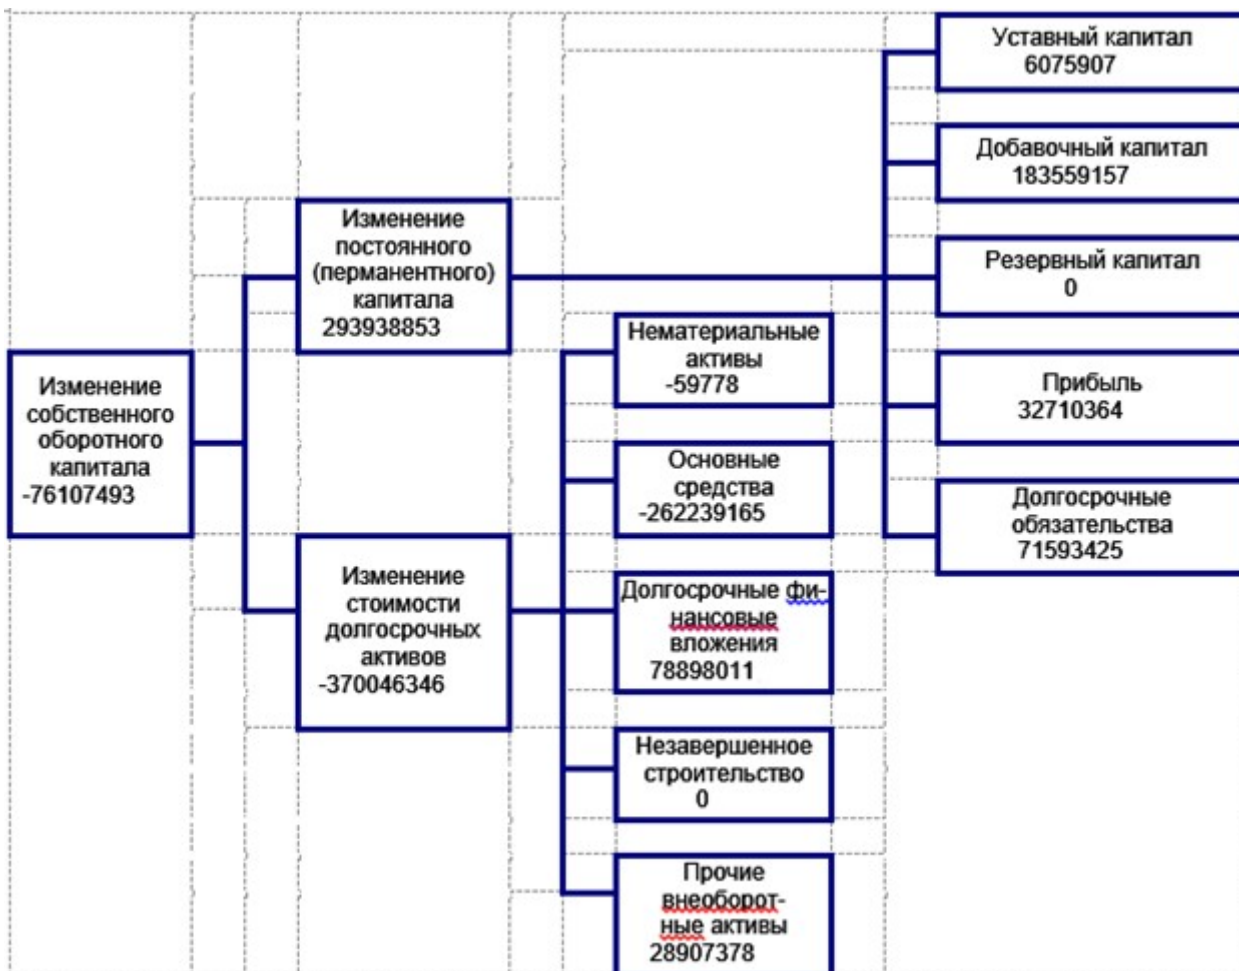 Уставный капитал
6075907
Добавочный капитал
183559157
Резервный капитал
0
Прибыль
32710364
Долгосрочные
обязательства
71593425
Изменение
постоянного
(перманентного)
капитала
293938853
Нематериальные
активы
-59778
Изменение
собственного
оборотного
капитала
-76107493
Основные
средства
-262239165
Изменение
стоимости
долгосрочных
активов
-370046346
Долгосрочные фи-
нансовые
вложения
78898011
Незавершенное
строительство
0
Прочие
внеоборот-
ные активы
28907378